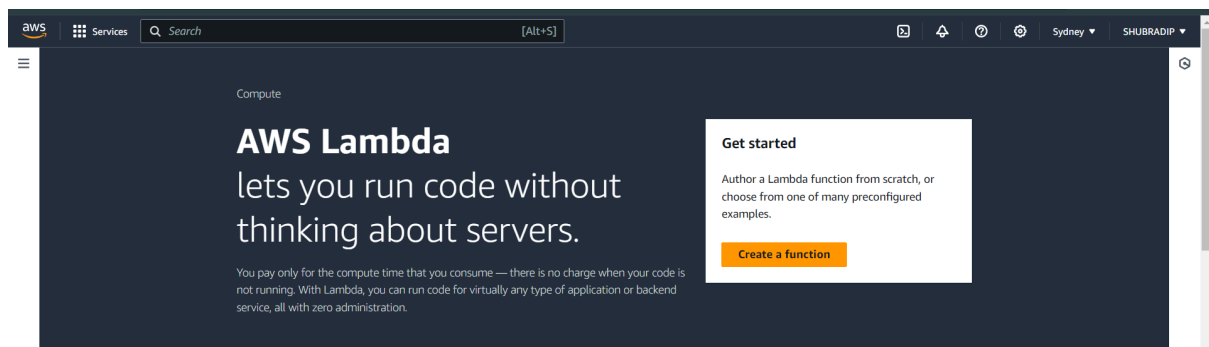 aws
Services
Search
[Alt+S]
Sydney
SHUBRADIP
Compute
AWS Lambda
lets you run code without
thinking about servers.
You pay only for the compute time that you consume — there is no charge when your code is
not running. With Lambda, you can run code for virtually any type of application or backend
service, all with zero administration.
Get started
Author a Lambda function from scratch, or
choose from one of many preconfigured
examples.
Create a function